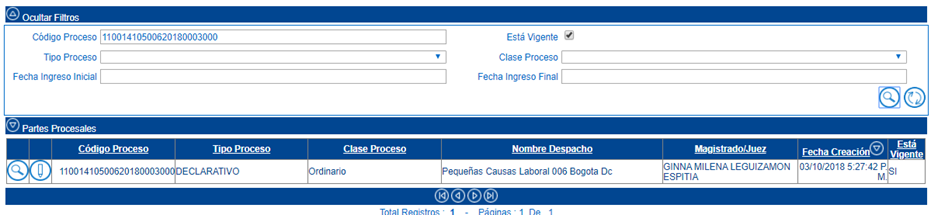 Ocultar Filtros
Código Proceso 11001410500620180003000 Está Vigente
Tipo Proceso Clase Proceso
Fecha Ingreso Inicial Fecha Ingreso Final
Partes Procesales
Código Proceso Tipo Proceso Clase Proceso Nombre Despacho Magistrado/Juez Fecha Creación Está Vigente
11001410500620180003000 DECLARATIVO Ordinario Pequeñas Causas Laboral 006 Bogota Dc GINNA MILENA LEGUIZAMON ESPITIA 03/10/2018 5:27:42 P.M. SI
Total Registros : 1 - Páginas : 1 De 1